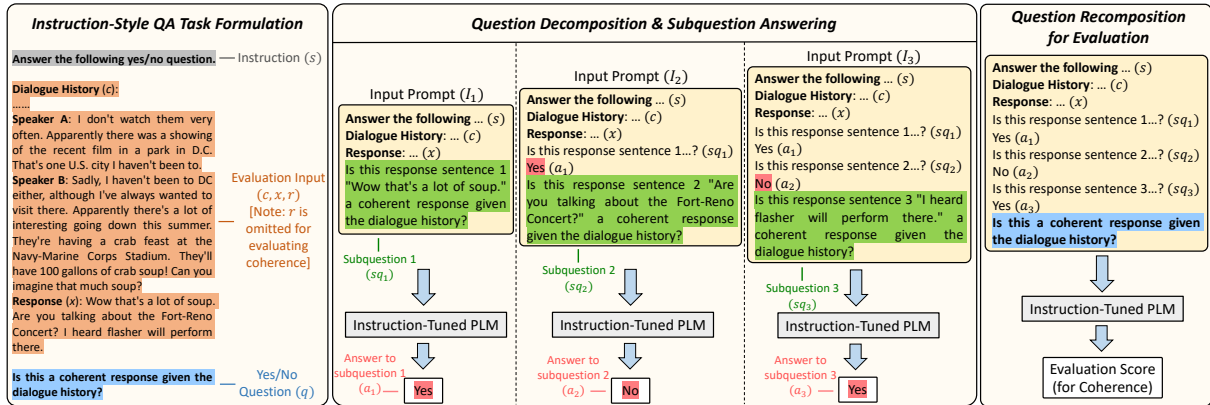 Instruction-Style QA Task Formulation
Answer the following yes/no question.
Instruction (s)
Dialogue History (c):
......
Speaker A: I don't watch them very
often. Apparently there was a showing
of the recent film in a park in D.C.
That's one U.S. city I haven't been to.
Speaker B: Sadly, I haven't been to DC
either, although I've always wanted to
visit there. Apparently there's a lot of
interesting going down this summer.
They're having a crab feast at the
Navy-Marine Corps Stadium. They'll
have 100 gallons of crab soup! Can you
imagine that much soup?
Response (x): Wow that's a lot of soup.
Are you talking about the Fort-Reno
Concert? I heard flasher will perform
there.
Evaluation Input
(c, x, r)
[Note: r is
omitted for
evaluating
coherence]
Is this a coherent response given the
dialogue history?
Yes/No
Question (q)
Question Decomposition & Subquestion Answering
Input Prompt (I₁)
Answer the following ... (s)
Dialogue History: ... (c)
Response: ... (x)
Is this response sentence 1
"Wow that's a lot of soup."
a coherent response given
the dialogue history?
Subquestion 1
(sq₁)
Instruction-Tuned PLM
Answer to
subquestion 1
(a₁)
Yes
Input Prompt (I₂)
Answer the following ... (s)
Dialogue History: ... (c)
Response: ... (x)
Is this response sentence 1...? (sq₁)
Yes (a₁)
Is this response sentence 2 "Are
you talking about the Fort-Reno
Concert?" a coherent response
given the dialogue history?
Subquestion 2
(sq₂)
Instruction-Tuned PLM
Answer to
subquestion 2
(a₂)
No
Input Prompt (I₃)
Answer the following ... (s)
Dialogue History: ... (c)
Response: ... (x)
Is this response sentence 1...? (sq₁)
Yes (a₁)
Is this response sentence 2...? (sq₂)
No (a₂)
Is this response sentence 3 "I heard
flasher will perform there." a
coherent response given the
dialogue history?
Subquestion 3
(sq₃)
Instruction-Tuned PLM
Answer to
subquestion 3
(a₃)
Yes
Question Recomposition
for Evaluation
Answer the following ... (s)
Dialogue History: ... (c)
Response: ... (x)
Is this response sentence 1...? (sq₁)
Yes (a₁)
Is this response sentence 2...? (sq₂)
No (a₂)
Is this response sentence 3...? (sq₃)
Yes (a₃)
Is this a coherent response given
the dialogue history?
Instruction-Tuned PLM
Evaluation Score
(for Coherence)